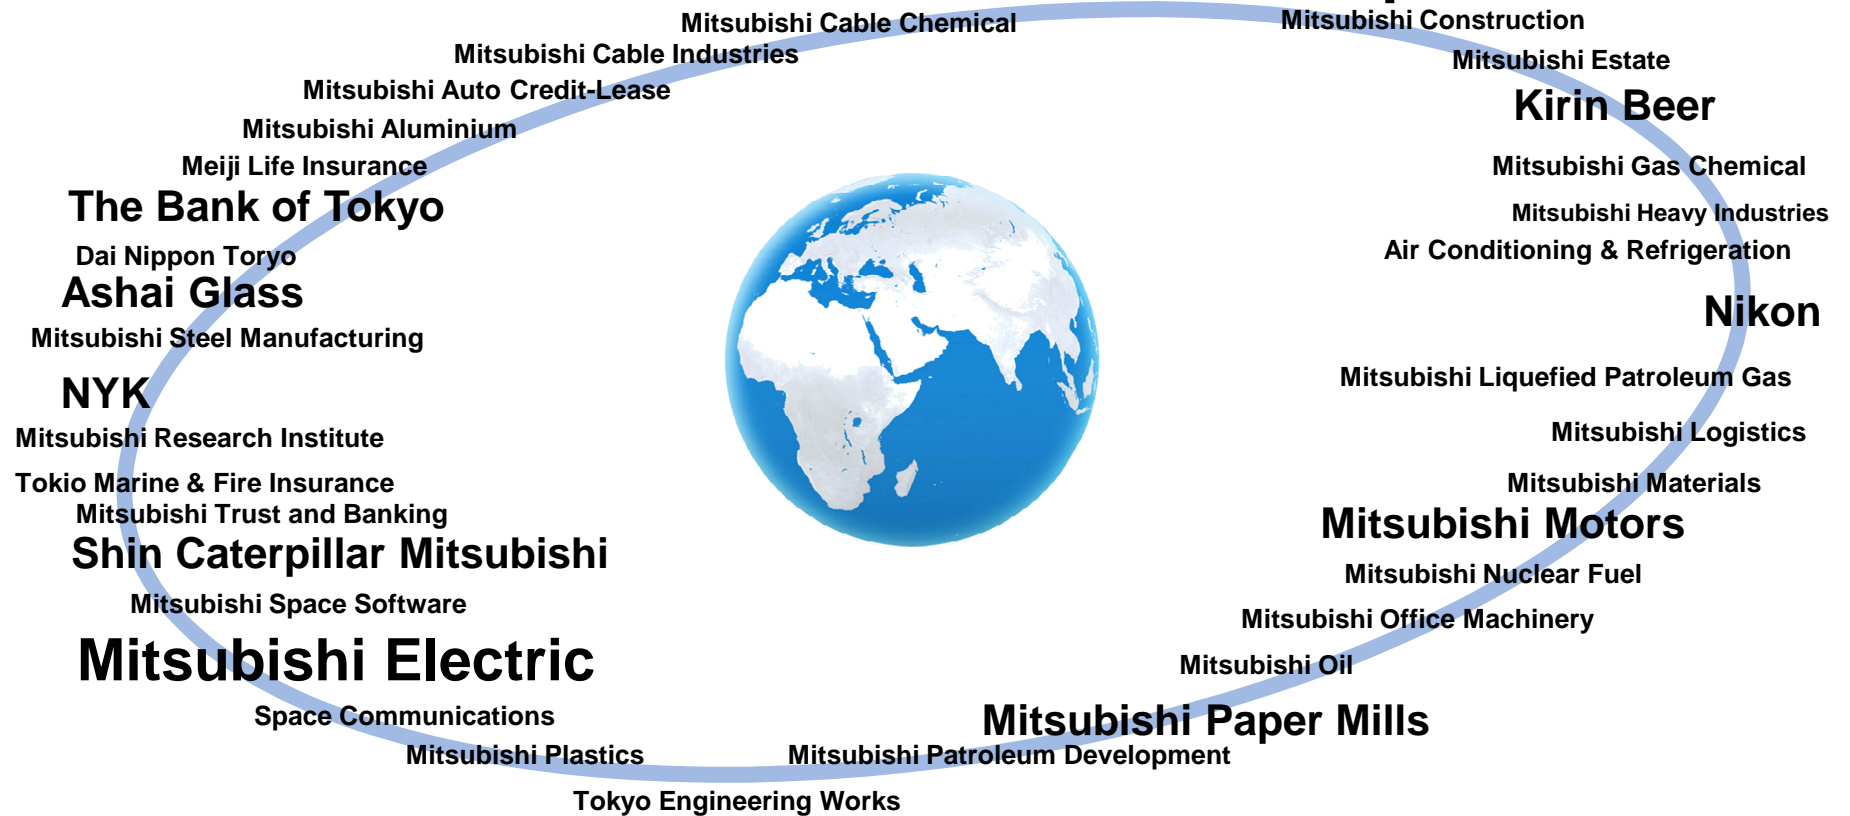 Mitsubishi Cable Chemical
Mitsubishi Construction
Mitsubishi Cable Industries
Mitsubishi Estate
Mitsubishi Auto Credit-Lease
Kirin Beer
Mitsubishi Aluminium
Meiji Life Insurance
Mitsubishi Gas Chemical
The Bank of Tokyo
Mitsubishi Heavy Industries
Air Conditioning & Refrigeration
Dai Nippon Toryo
Ashai Glass
Nikon
Mitsubishi Steel Manufacturing
Mitsubishi Liquefied Patroleum Gas
NYK
Mitsubishi Research Institute
Mitsubishi Logistics
Tokio Marine & Fire Insurance
Mitsubishi Materials
Mitsubishi Trust and Banking
Mitsubishi Motors
Shin Caterpillar Mitsubishi
Mitsubishi Nuclear Fuel
Mitsubishi Space Software
Mitsubishi Office Machinery
Mitsubishi Electric
Mitsubishi Oil
Space Communications
Mitsubishi Paper Mills
Mitsubishi Plastics
Mitsubishi Patroleum Development
Tokyo Engineering Works